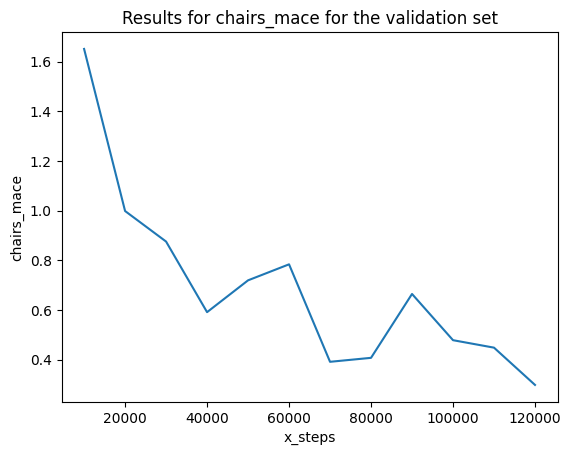 Results for chairs_mace for the validation set
1.6
1.4
1.2
1.0
0.8
0.6
0.4
chairs_mace
20000 40000 60000 80000 100000 120000
x_steps